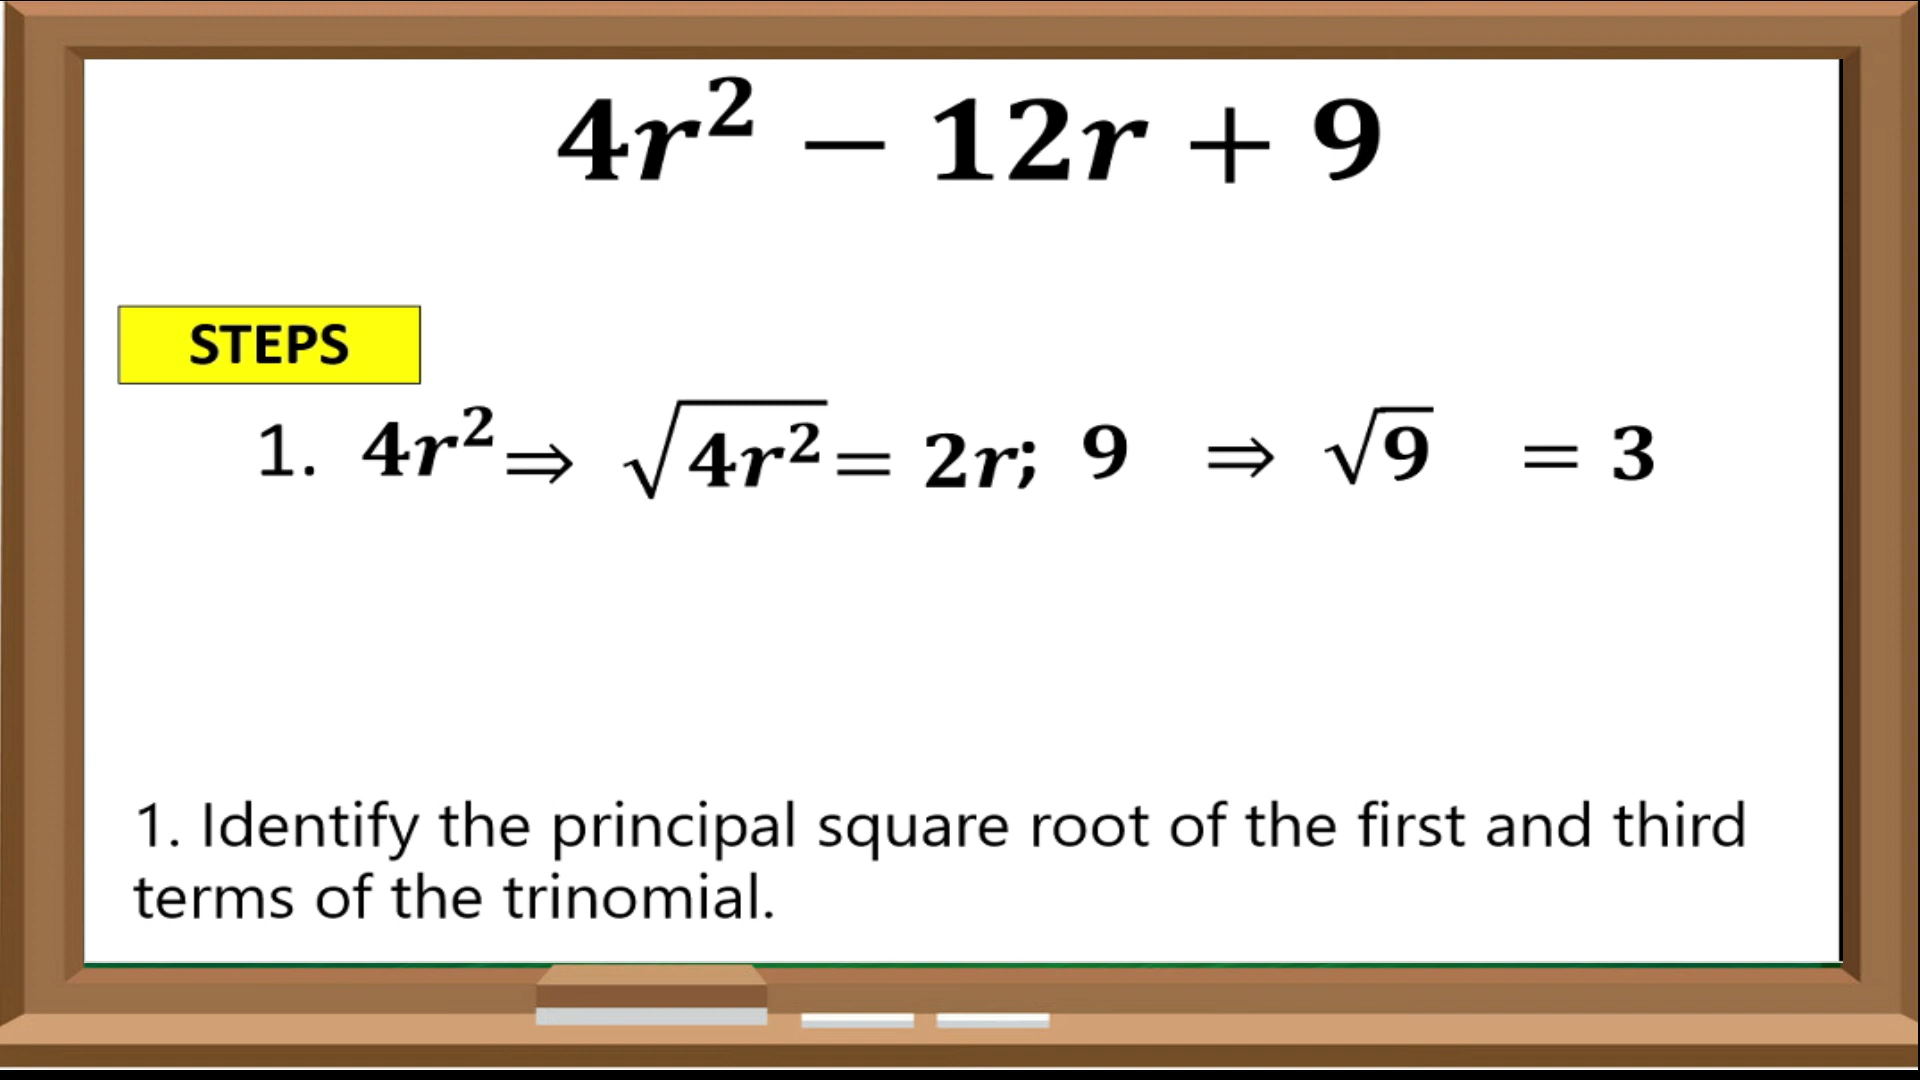 4r² − 12r + 9
STEPS
1. 4r² ⇒ √4r² = 2r; 9 ⇒ √9 = 3
1. Identify the principal square root of the first and third
terms of the trinomial.